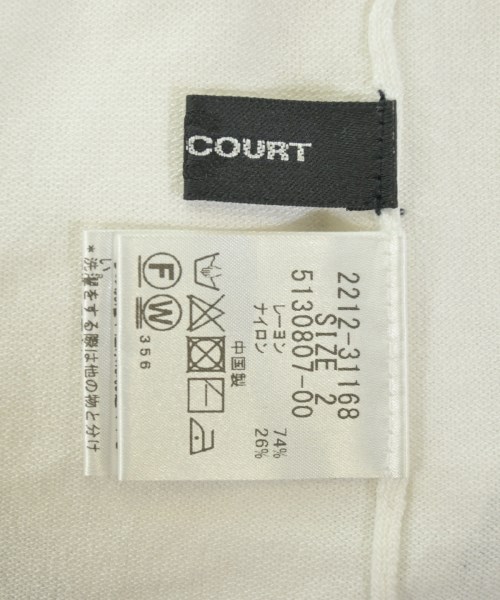 COURT
2212-31168
SIZE 2
5130807-00
レーヨン 74%
ナイロン 26%
中国製
F W
356
い
*洗濯をする際は他の物と分け